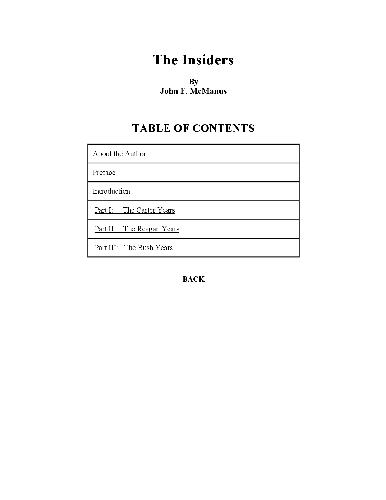 The Insiders
By
John F. McManus
TABLE OF CONTENTS
About the Author
Preface
Introduction
Part I: The Carter Years
Part II: The Reagan Years
Part III: The Bush Years
BACK